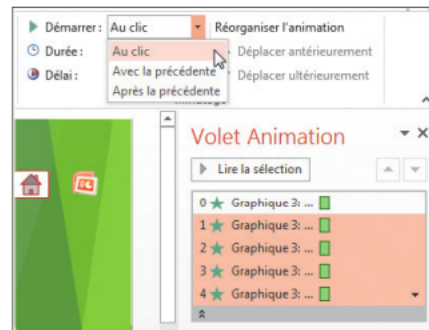 Démarrer : Au clic Réorganiser l'animation
Durée : Au clic Déplacer antérieurement
Avec la précédente
Délai : Déplacer ultérieurement
Après la précédente
Volet Animation
Lire la sélection
0 Graphique 3: ...
1 Graphique 3: ...
2 Graphique 3: ...
3 Graphique 3: ...
4 Graphique 3: ...